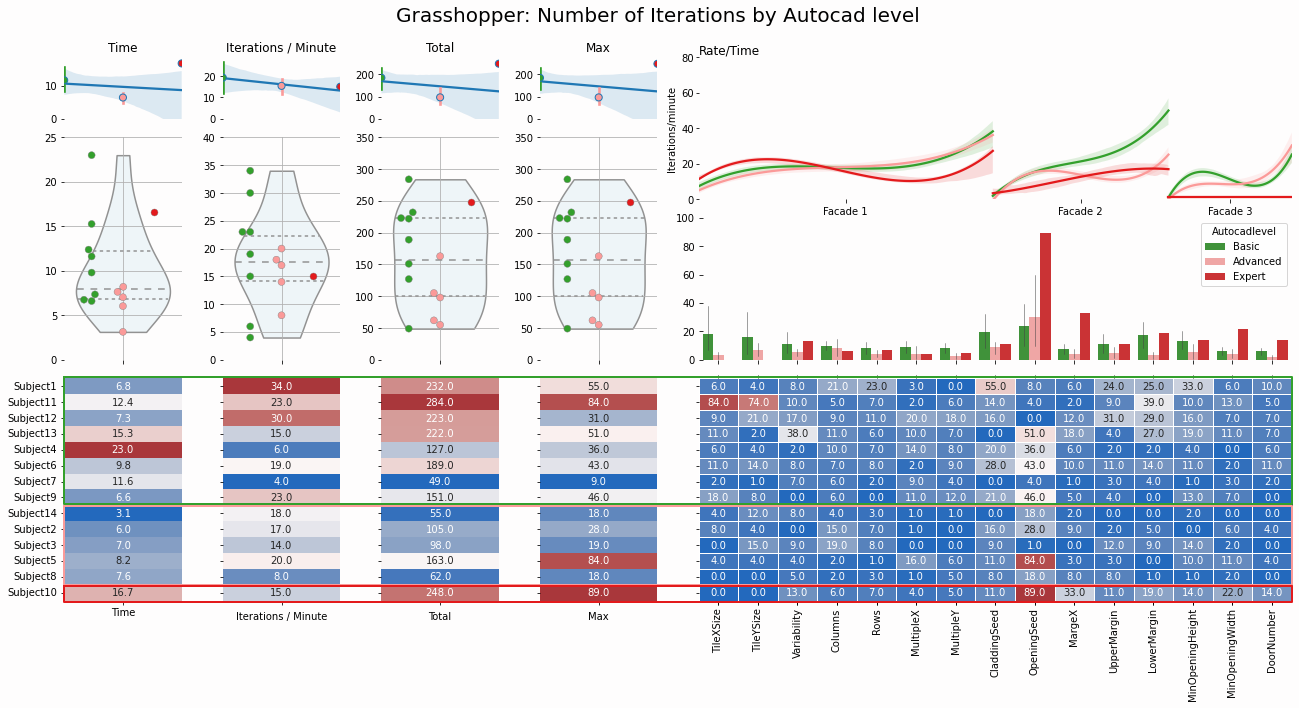 Grasshopper: Number of Iterations by Autocad level
Time Iterations / Minute Total Max Rate/Time
10
0
20
10
0
200
100
0
200
100
0
80
60
40
20
0
Iterations/minute
Facade 1 Facade 2 Facade 3
25
20
15
10
5
0
40
35
30
25
20
15
10
5
0
350
300
250
200
150
100
50
0
350
300
250
200
150
100
50
0
100
80
60
40
20
0
Autocadlevel
Basic
Advanced
Expert
Subject1 6.8 34.0 232.0 55.0 6.0 4.0 8.0 21.0 23.0 3.0 0.0 55.0 8.0 6.0 24.0 25.0 33.0 6.0 10.0
Subject11 12.4 23.0 284.0 84.0 84.0 74.0 10.0 5.0 7.0 2.0 6.0 14.0 4.0 2.0 9.0 39.0 10.0 13.0 5.0
Subject12 7.3 30.0 223.0 31.0 9.0 21.0 17.0 9.0 11.0 20.0 18.0 16.0 0.0 12.0 31.0 29.0 16.0 7.0 7.0
Subject13 15.3 15.0 222.0 51.0 11.0 2.0 38.0 11.0 6.0 10.0 7.0 0.0 51.0 18.0 4.0 27.0 19.0 11.0 7.0
Subject4 23.0 6.0 127.0 36.0 6.0 4.0 2.0 10.0 7.0 14.0 8.0 20.0 36.0 6.0 2.0 2.0 4.0 0.0 6.0
Subject6 9.8 19.0 189.0 43.0 11.0 14.0 8.0 7.0 8.0 2.0 9.0 28.0 43.0 10.0 11.0 14.0 11.0 2.0 11.0
Subject7 11.6 4.0 49.0 9.0 2.0 1.0 7.0 6.0 2.0 9.0 4.0 0.0 4.0 1.0 3.0 4.0 1.0 3.0 2.0
Subject9 6.6 23.0 151.0 46.0 18.0 8.0 0.0 6.0 0.0 11.0 12.0 21.0 46.0 5.0 4.0 0.0 13.0 7.0 0.0
Subject14 3.1 18.0 55.0 18.0 4.0 12.0 8.0 4.0 3.0 1.0 1.0 0.0 18.0 2.0 0.0 0.0 2.0 0.0 0.0
Subject2 6.0 17.0 105.0 28.0 8.0 4.0 0.0 15.0 7.0 1.0 0.0 16.0 28.0 9.0 2.0 5.0 0.0 6.0 4.0
Subject3 7.0 14.0 98.0 19.0 0.0 15.0 9.0 19.0 8.0 0.0 0.0 9.0 1.0 0.0 12.0 9.0 14.0 2.0 0.0
Subject5 8.2 20.0 163.0 84.0 4.0 4.0 4.0 2.0 1.0 16.0 6.0 11.0 84.0 3.0 3.0 0.0 10.0 11.0 4.0
Subject8 7.6 8.0 62.0 18.0 0.0 0.0 5.0 2.0 3.0 1.0 5.0 8.0 18.0 8.0 8.0 1.0 1.0 2.0 0.0
Subject10 16.7 15.0 248.0 89.0 0.0 0.0 13.0 6.0 7.0 4.0 5.0 11.0 89.0 33.0 11.0 19.0 14.0 22.0 14.0
Time Iterations / Minute Total Max
TileXSize
TileYSize
Variability
Columns
Rows
MultipleX
MultipleY
CladdingSeed
OpeningSeed
MargeX
UpperMargin
LowerMargin
MinOpeningHeight
MinOpeningWidth
DoorNumber